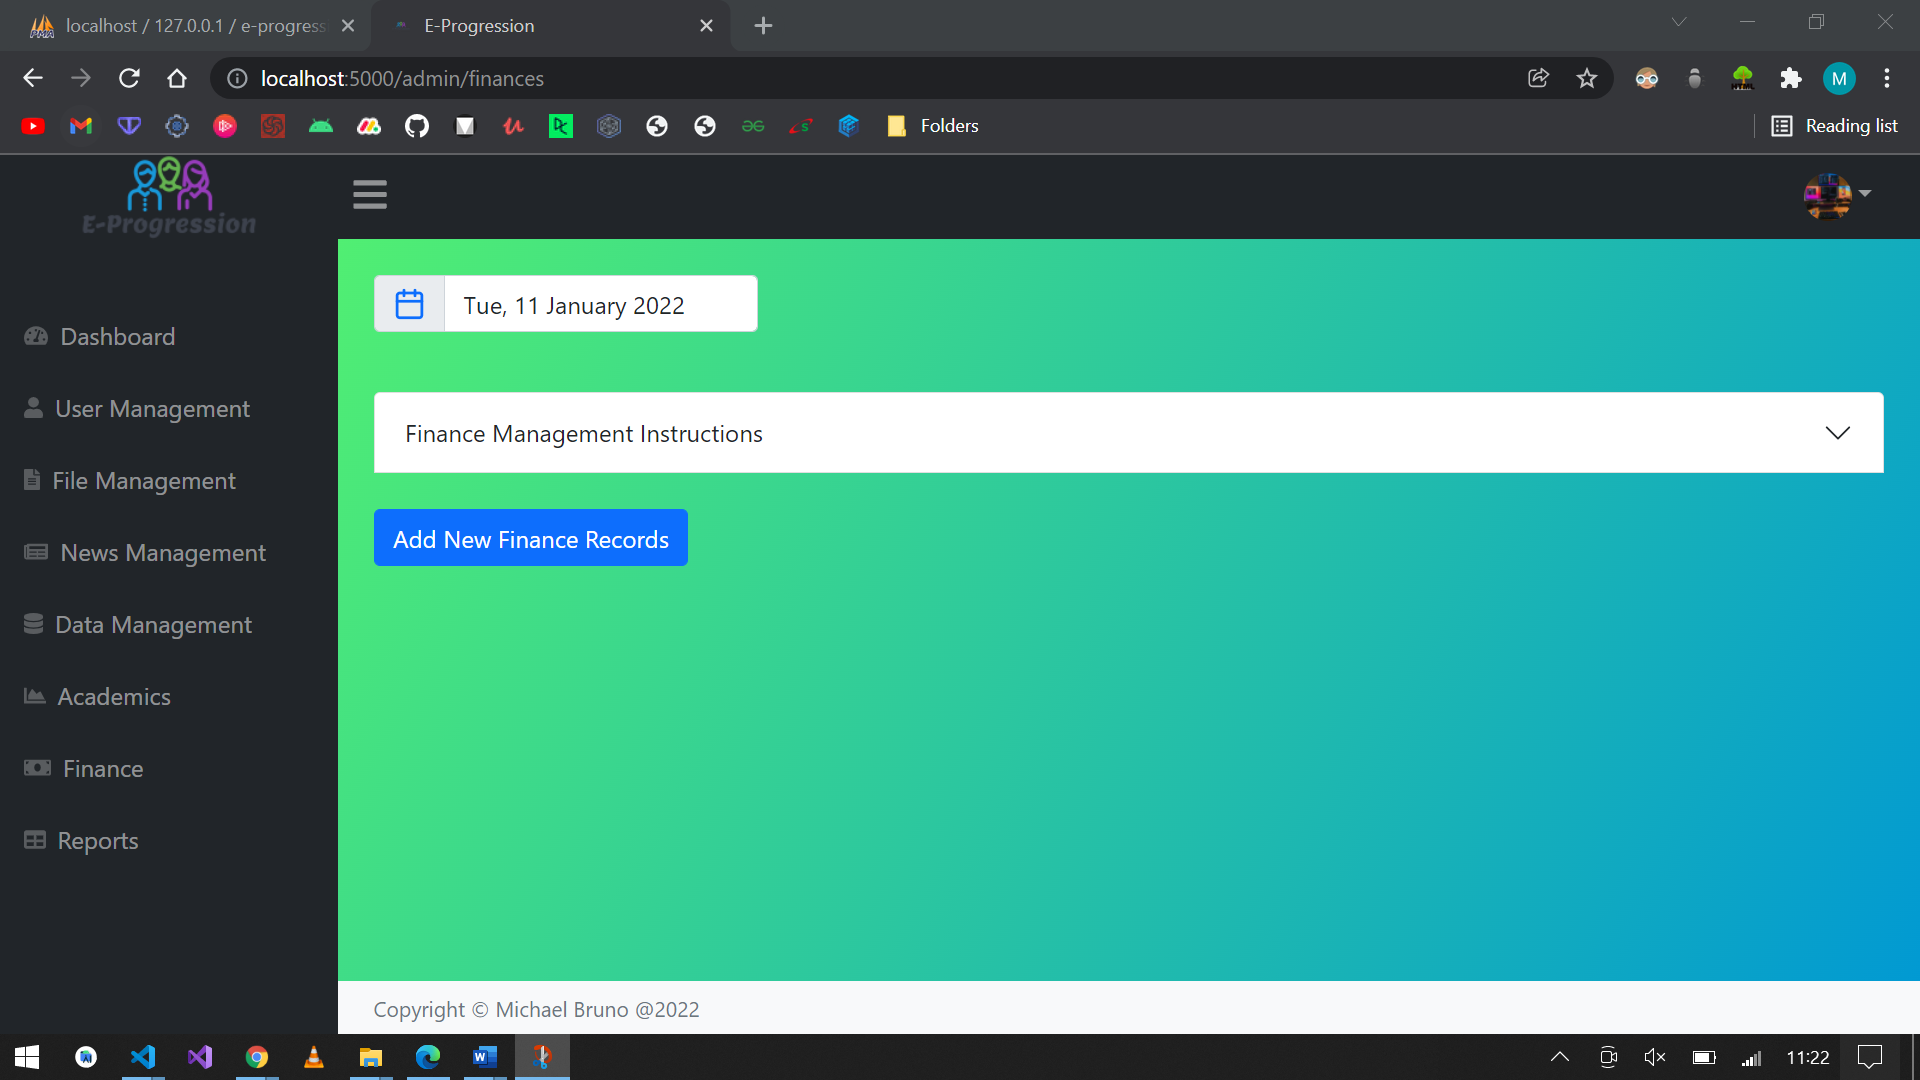 localhost / 127.0.0.1 / e-progress
E-Progression
localhost:5000/admin/finances
M
Folders
Reading list
E-Progression
Tue, 11 January 2022
Dashboard
User Management
File Management
News Management
Data Management
Academics
Finance
Reports
Finance Management Instructions
Add New Finance Records
Copyright © Michael Bruno @2022
11:22